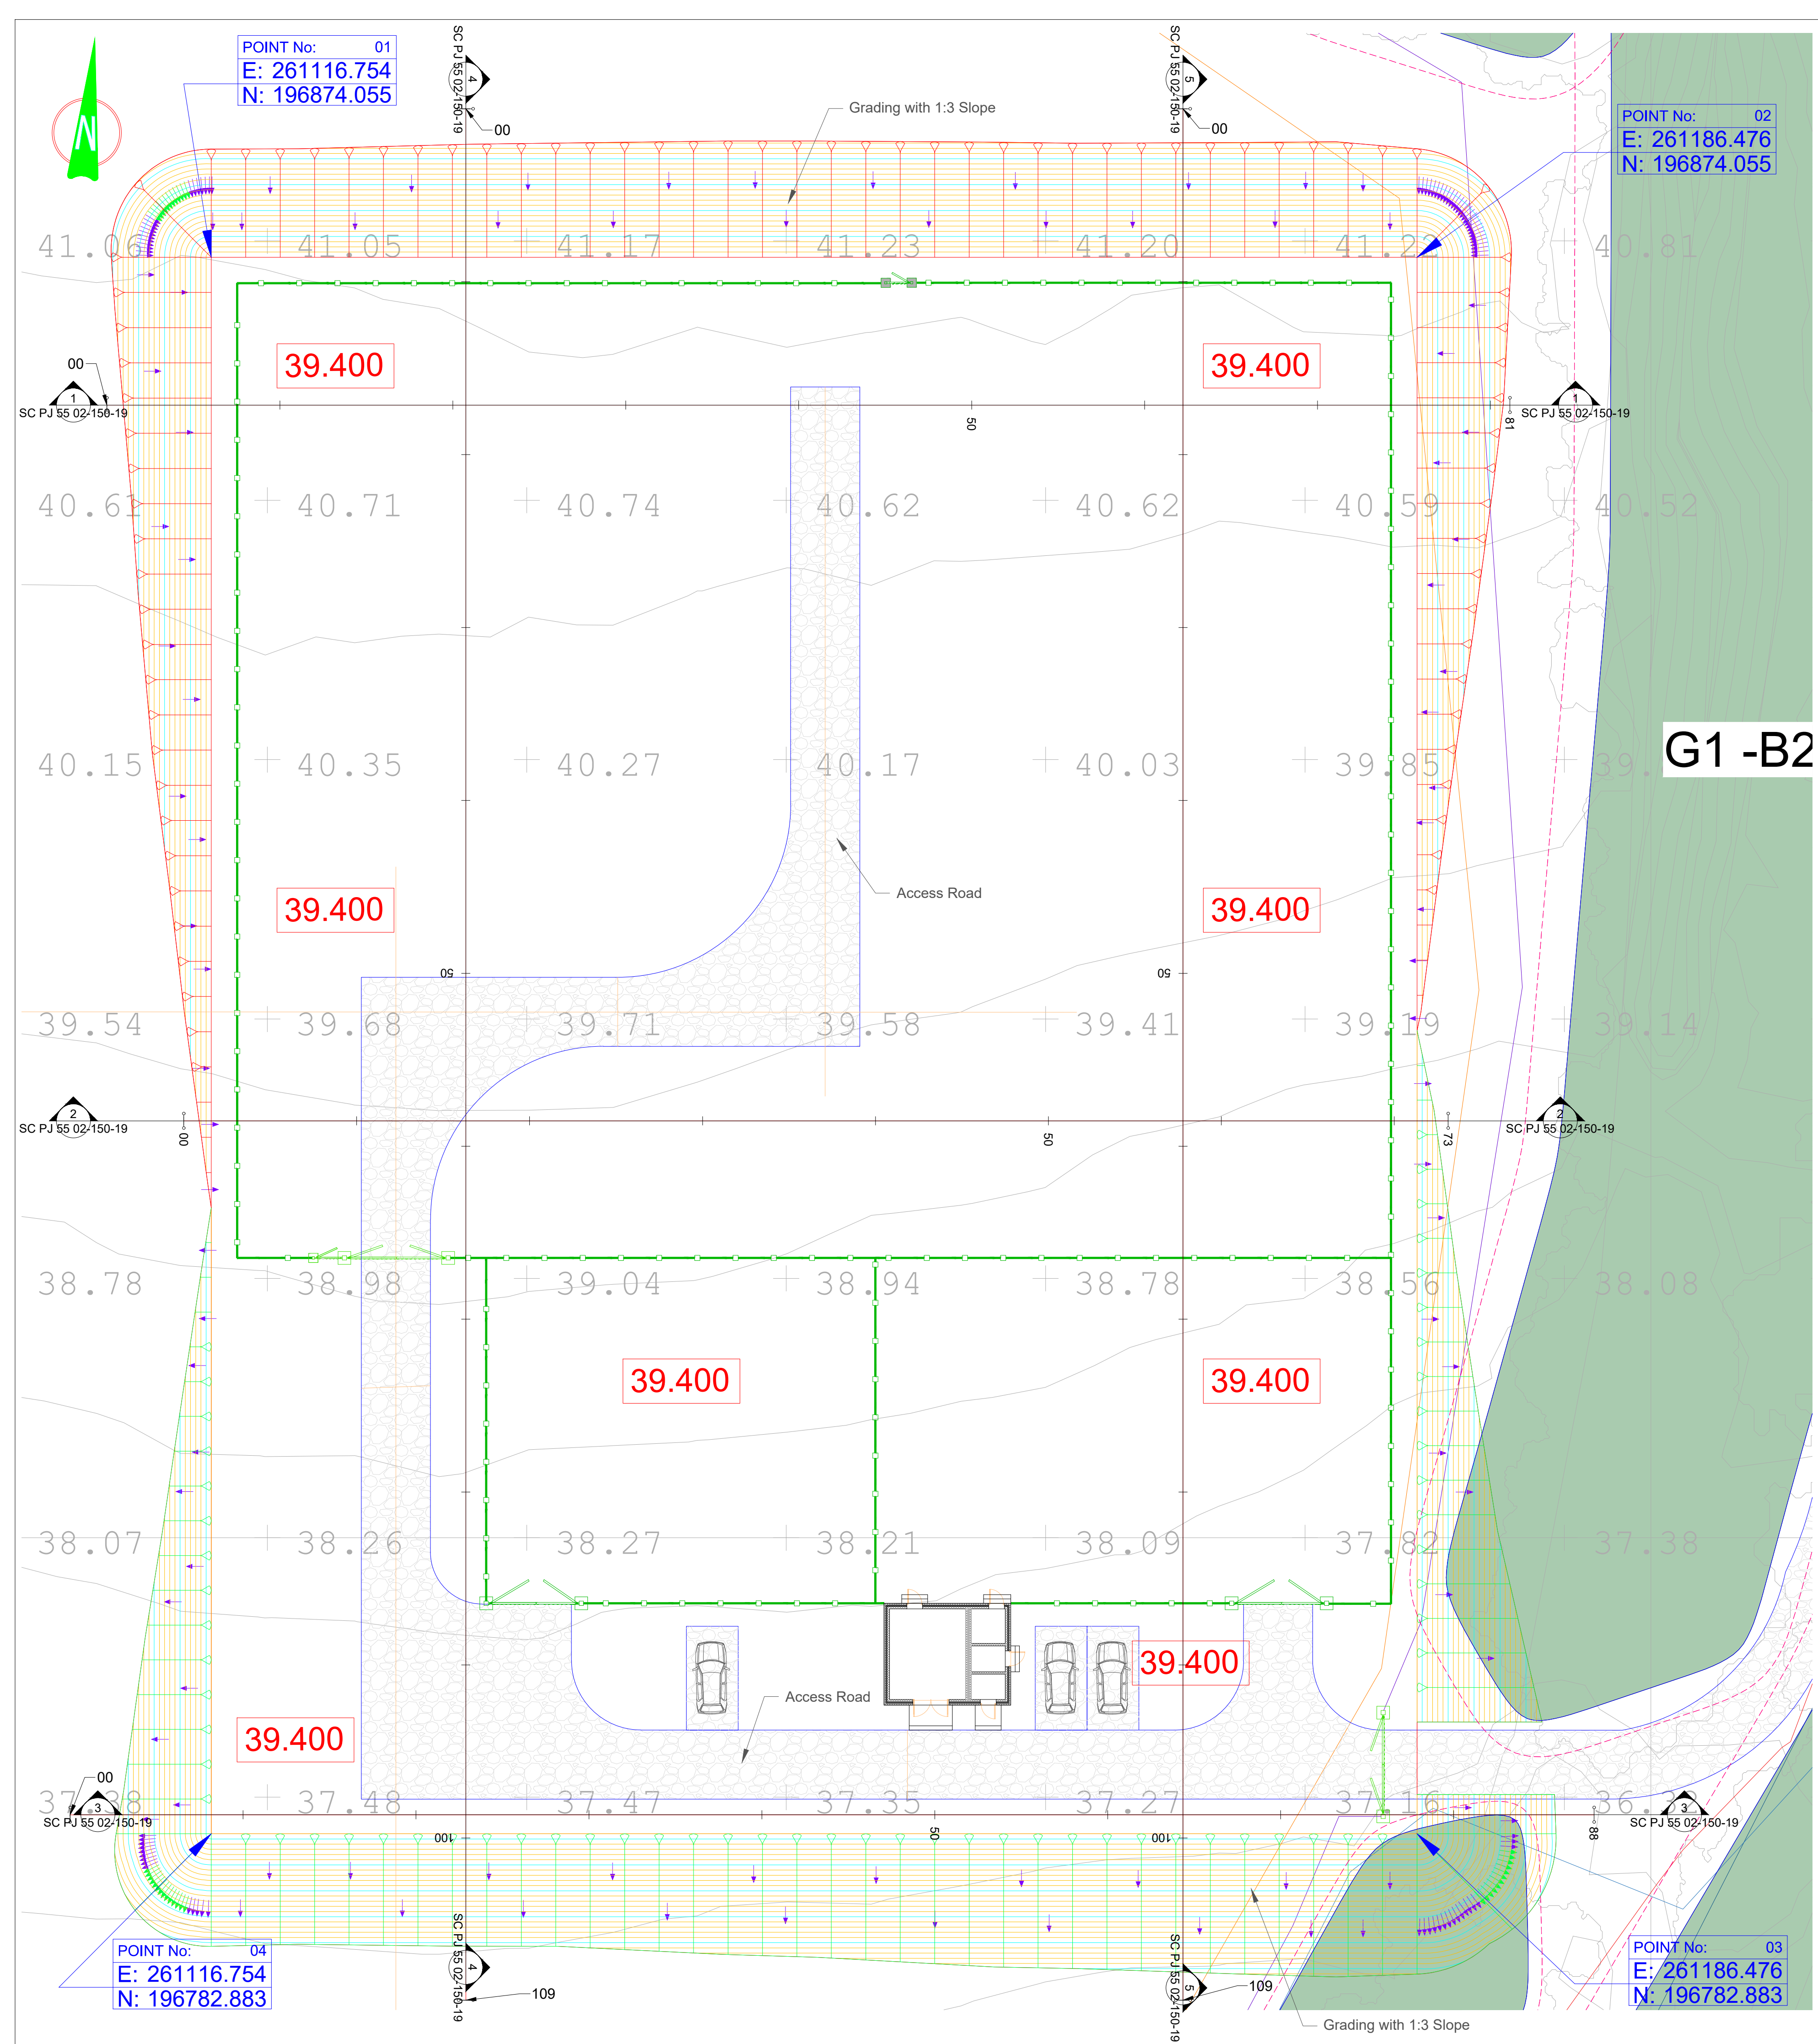 POINT No: 01
E: 261116.754
N: 196874.055
N
SC PJ 55 02-150-19
4
00
SC PJ 55 02-150-19
5
00
Grading with 1:3 Slope
POINT No: 02
E: 261186.476
N: 196874.055
41.06 41.05 41.17 41.23 41.20 41.22 40.81
39.400 39.400
00
1
SC PJ 55 02-150-19
50
81
1
SC PJ 55 02-150-19
40.61 40.71 40.74 40.62 40.62 40.59 40.52
G1 -B2
40.15 40.35 40.27 40.17 40.03 39.85 39.
Access Road
39.400 39.400
50 50
39.54 39.68 39.71 39.58 39.41 39.19 39.14
2
SC PJ 55 02-150-19
00
50
73
2
SC PJ 55 02-150-19
38.78 38.98 39.04 38.94 38.78 38.56 38.08
39.400 39.400
38.07 38.26 38.27 38.21 38.09 37.82 37.38
39.400
Access Road
39.400
00
37.38 37.48 37.47 37.35 37.27 37.16
3
SC PJ 55 02-150-19
100
50
100
88
3
SC PJ 55 02-150-19
POINT No: 04
E: 261116.754
N: 196782.883
SC PJ 55 02-150-19
4
109
SC PJ 55 02-150-19
5
109
POINT No: 03
E: 261186.476
N: 196782.883
Grading with 1:3 Slope